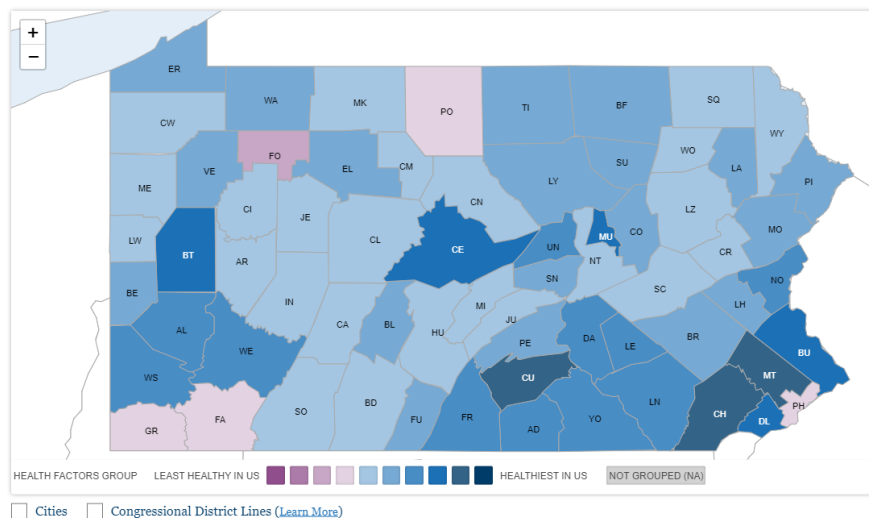 +
−
ER
WA
MK
PO
TI
BF
SQ
WY
CW
FO
EL
CM
SU
WO
LA
VE
ME
CI
CN
LY
PI
JE
LZ
LW
CL
CE
UN
MU
CO
MO
BT
AR
NT
CR
BE
SN
NO
IN
MI
SC
LH
AL
CA
BL
HU
JU
PE
DA
LE
BR
WE
BU
WS
CU
MT
SO
BD
FU
FR
AD
YO
LN
CH
PH
DL
GR
FA
HEALTH FACTORS GROUP LEAST HEALTHY IN US HEALTHIEST IN US NOT GROUPED (NA)
Cities Congressional District Lines (Learn More)